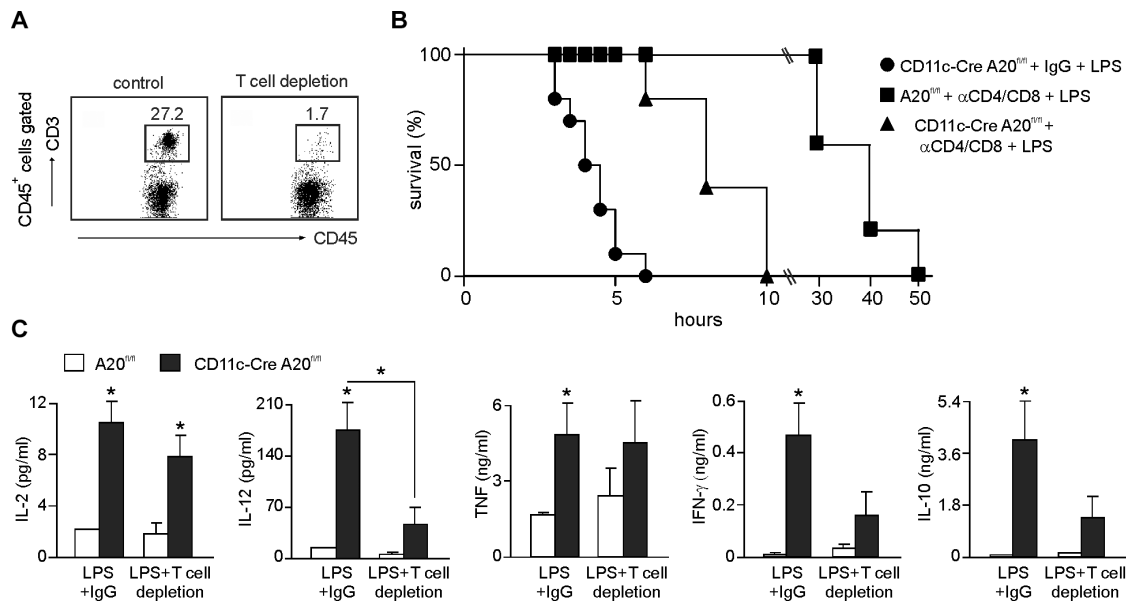 A
control
T cell depletion
27.2
1.7
CD45⁺ cells gated
CD3
CD45
B
survival (%)
100
50
0
0
5
10
30
40
50
hours
CD11c-Cre A20fl/fl + IgG + LPS
A20fl/fl + αCD4/CD8 + LPS
CD11c-Cre A20fl/fl +
αCD4/CD8 + LPS
C
A20fl/fl
CD11c-Cre A20fl/fl
IL-2 (pg/ml)
12
8
4
0
*
*
LPS
+IgG
LPS+T cell
depletion
IL-12 (pg/ml)
210
140
70
0
*
*
LPS
+IgG
LPS+T cell
depletion
TNF (ng/ml)
6
3
0
*
LPS
+IgG
LPS+T cell
depletion
IFN-γ (ng/ml)
0.6
0.4
0.2
0
*
LPS
+IgG
LPS+T cell
depletion
IL-10 (ng/ml)
5.4
3.6
1.8
0
*
LPS
+IgG
LPS+T cell
depletion